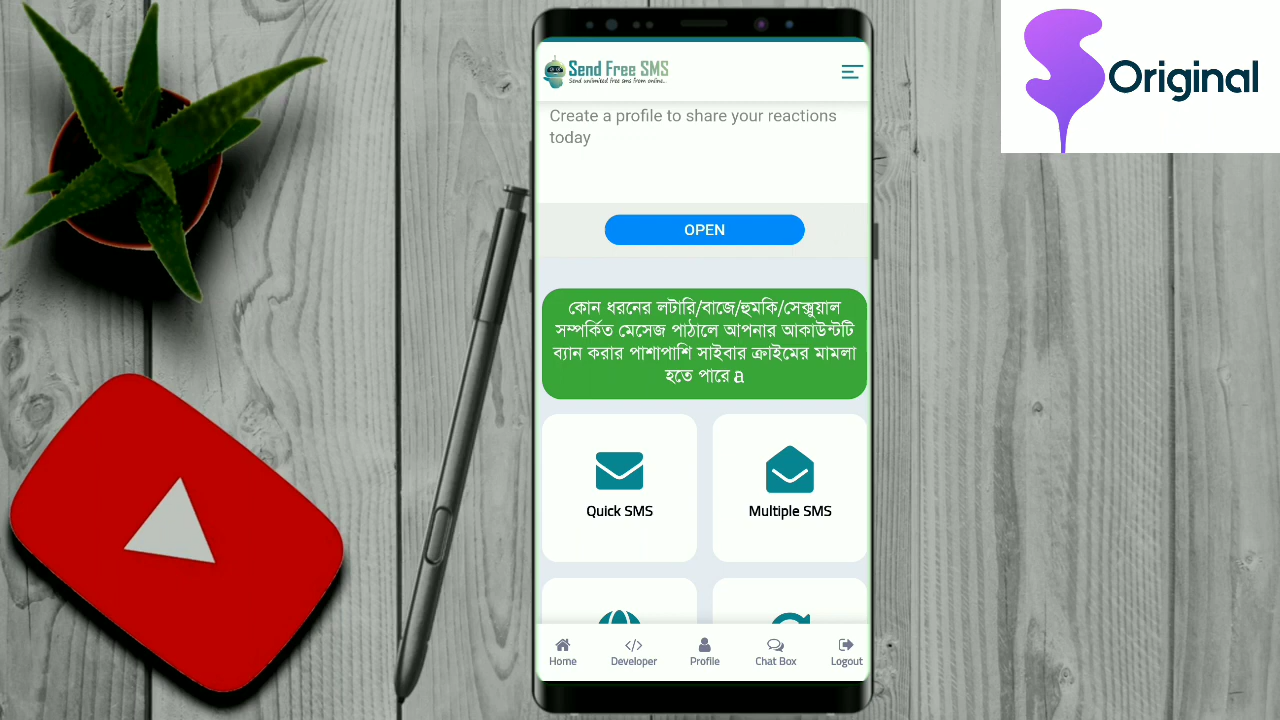 Original
Send Free SMS
Send unlimited free sms from online...
Create a profile to share your reactions
today
OPEN
কোন ধরনের লটারি/বাজে/হুমকি/সেক্সুয়াল
সম্পর্কিত মেসেজ পাঠালে আপনার আকাউন্টটি
ব্যান করার পাশাপাশি সাইবার ক্রাইমের মামলা
হতে পারে
Quick SMS
Multiple SMS
Home
Developer
Profile
Chat Box
Logout